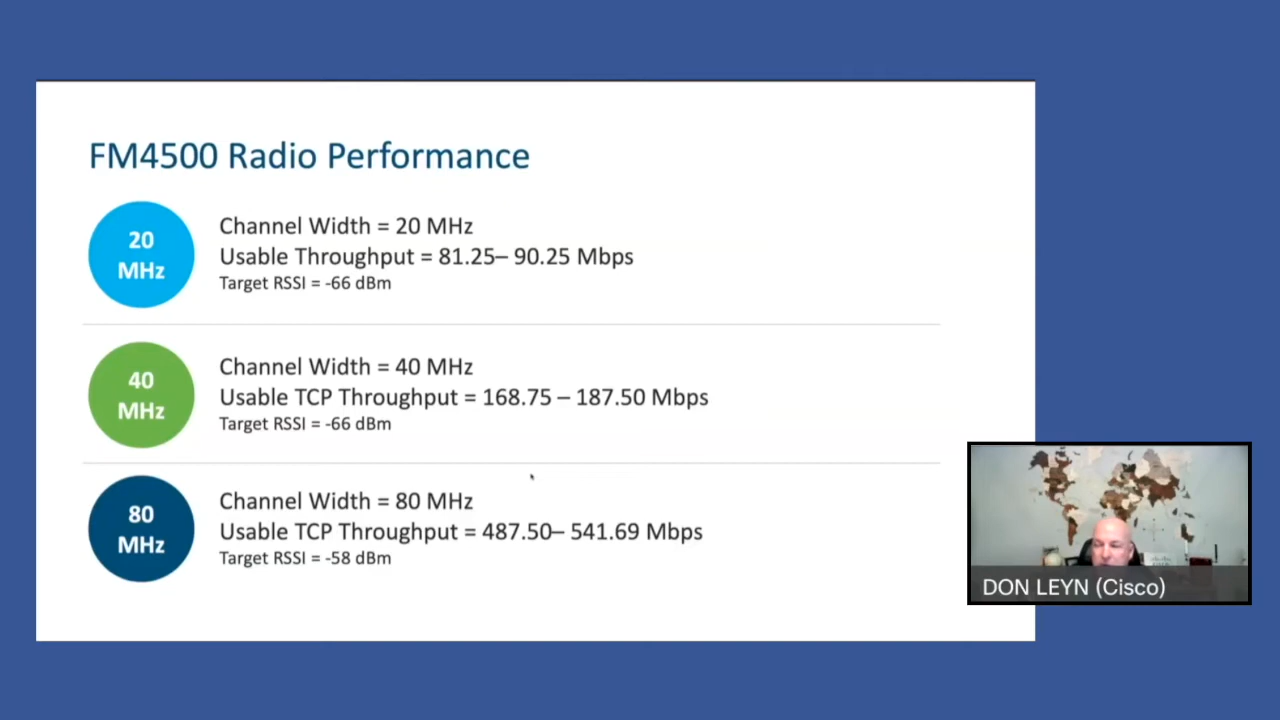 FM4500 Radio Performance
20
MHz
Channel Width = 20 MHz
Usable Throughput = 81.25– 90.25 Mbps
Target RSSI = -66 dBm
40
MHz
Channel Width = 40 MHz
Usable TCP Throughput = 168.75 – 187.50 Mbps
Target RSSI = -66 dBm
80
MHz
Channel Width = 80 MHz
Usable TCP Throughput = 487.50– 541.69 Mbps
Target RSSI = -58 dBm
DON LEYN (Cisco)